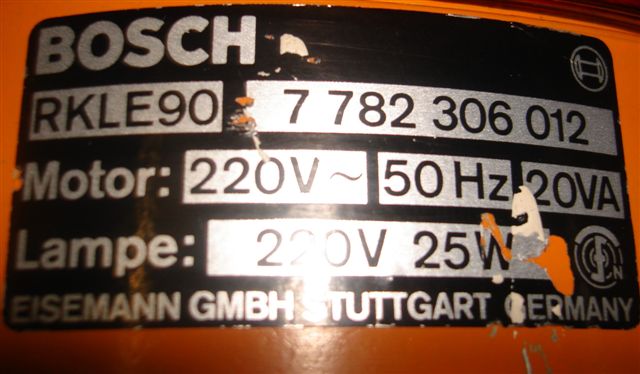 BOSCH
RKLE90 7 782 306 012
Motor: 220V~ 50 Hz 20VA
Lampe: 220V 25W
EISEMANN GMBH STUTTGART GERMANY